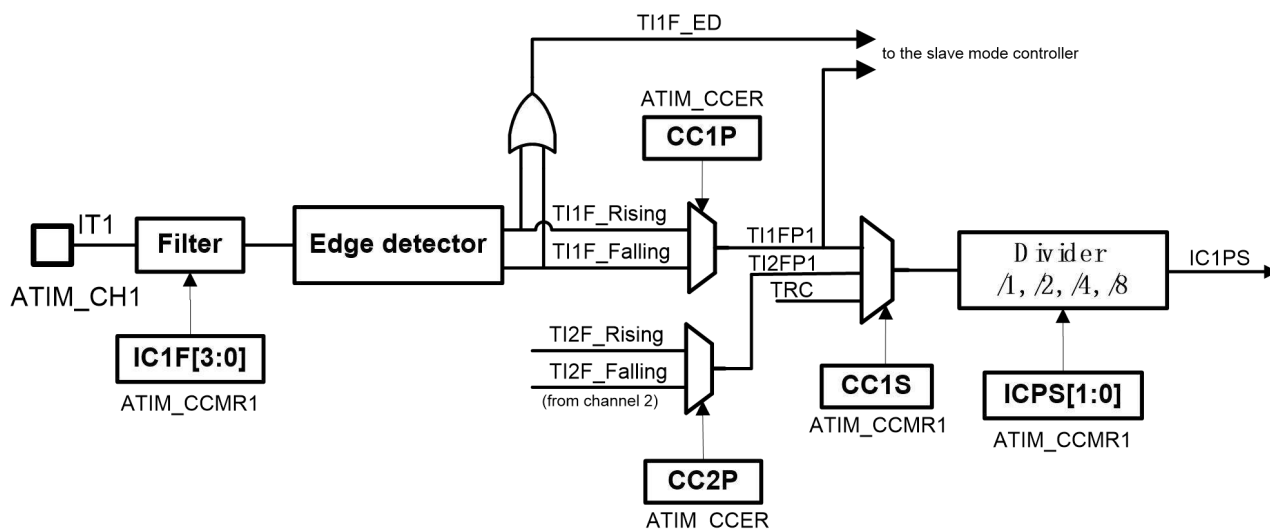 TI1F_ED
to the slave mode controller
ATIM_CCER
CC1P
IT1
Filter
Edge detector
TI1F_Rising
TI1F_Falling
TI1FP1
TI2FP1
TRC
Divider
/1, /2, /4, /8
IC1PS
ATIM_CH1
IC1F[3:0]
ATIM_CCMR1
TI2F_Rising
TI2F_Falling
(from channel 2)
CC1S
ATIM_CCMR1
ICPS[1:0]
ATIM_CCMR1
CC2P
ATIM_CCER